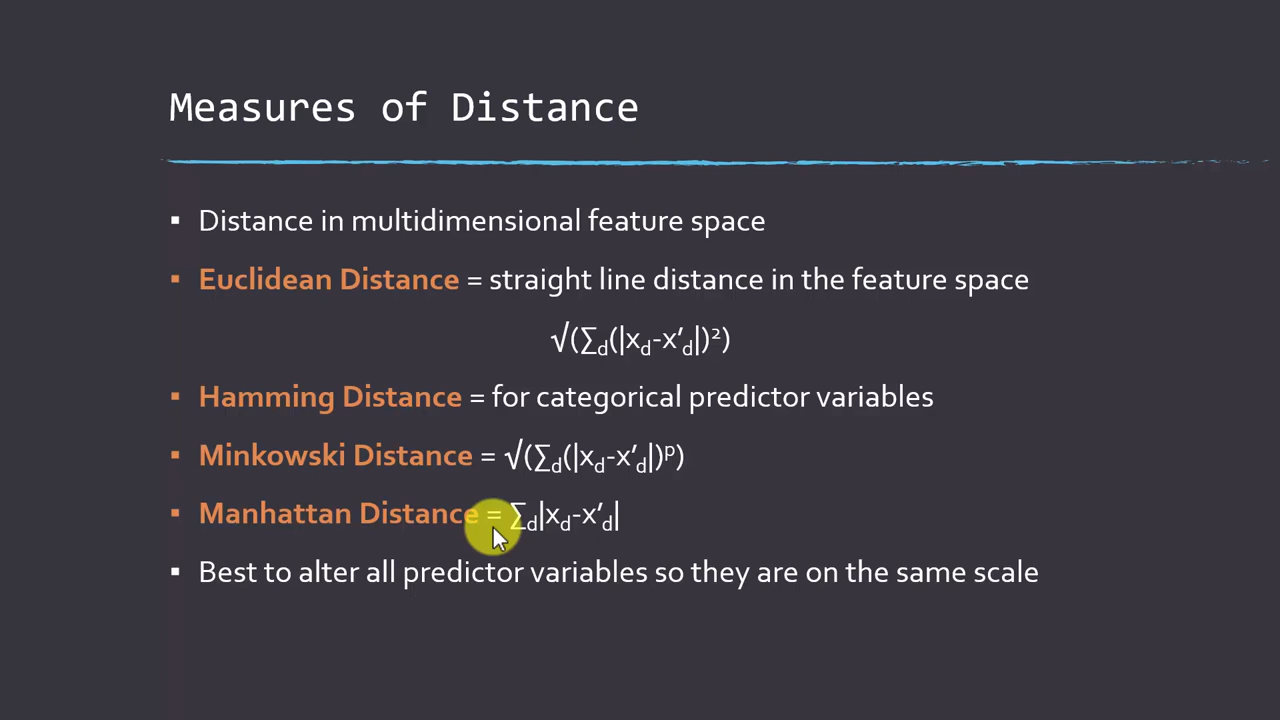 Measures of Distance
▪ Distance in multidimensional feature space
▪ Euclidean Distance = straight line distance in the feature space
√(∑d(|xd-x′d|)²)
▪ Hamming Distance = for categorical predictor variables
▪ Minkowski Distance = √(∑d(|xd-x′d|)ᵖ)
▪ Manhattan Distance = ∑d|xd-x′d|
▪ Best to alter all predictor variables so they are on the same scale